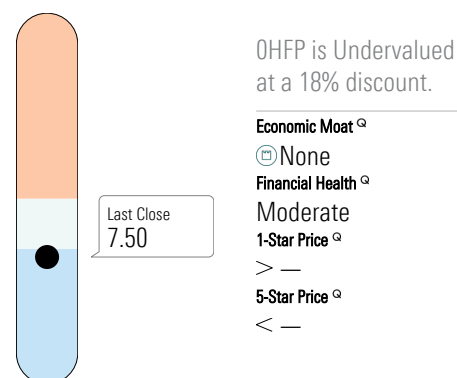 0HFP is Undervalued
at a 18% discount.
Economic Moat Q
None
Financial Health Q
Moderate
1-Star Price Q
> —
5-Star Price Q
< —
Last Close
7.50